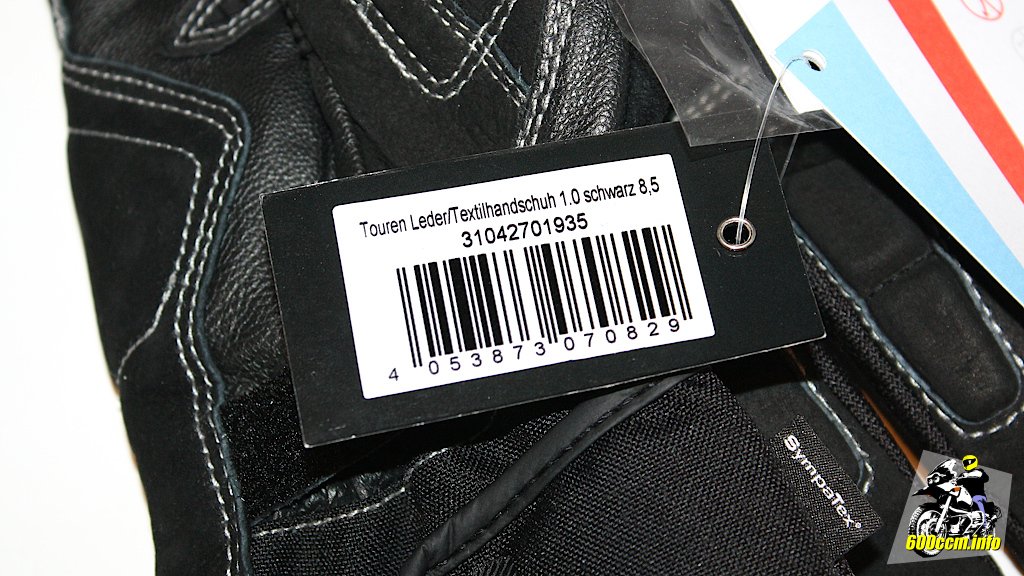 Touren Leder/Textilhandschuh 1.0 schwarz 8,5
31042701935
4 053873 070829
SympaTex®
600ccm.info